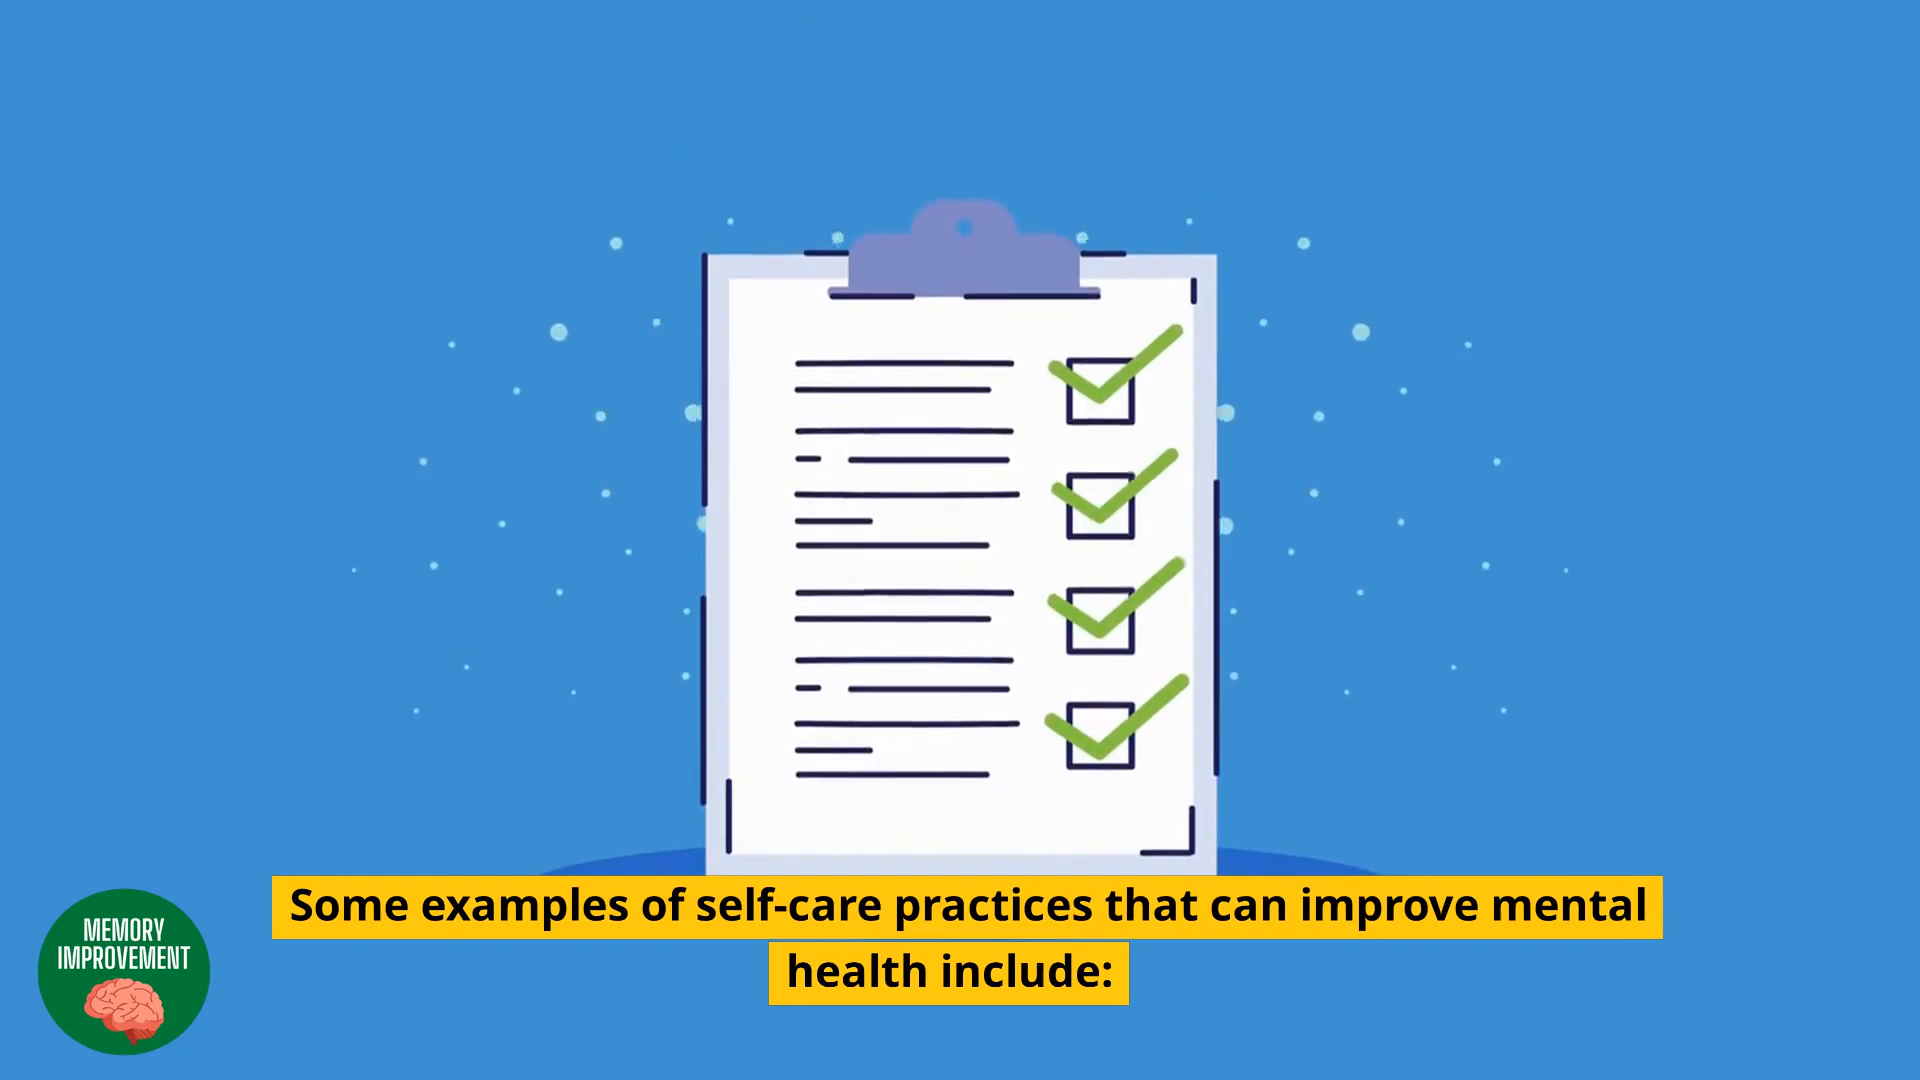 Some examples of self-care practices that can improve mental
health include:
MEMORY
IMPROVEMENT